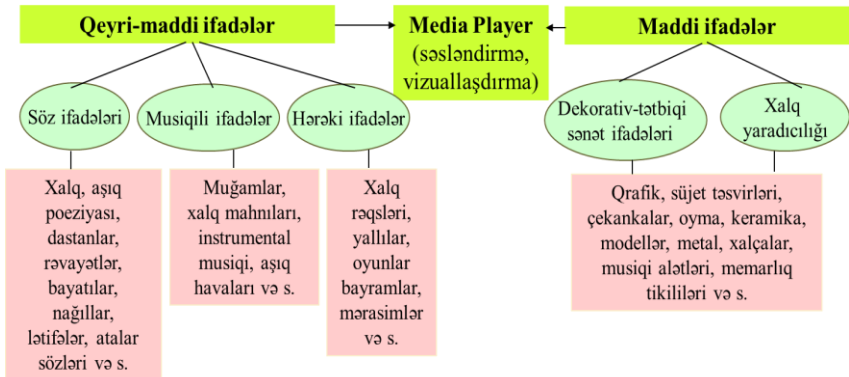 Qeyri-maddi ifadələr
Media Player
(səsləndirmə,
vizuallaşdırma)
Maddi ifadələr
Söz ifadələri
Musiqili ifadələr
Hərəki ifadələr
Dekorativ-tətbiqi
sənət ifadələri
Xalq
yaradıcılığı
Xalq, aşıq
poeziyası,
dastanlar,
rəvayətlər,
bayatılar,
nağıllar,
lətifələr, atalar
sözləri və s.
Muğamlar,
xalq mahnıları,
instrumental
musiqi, aşıq
havaları və s.
Xalq
rəqsləri,
yallılar,
oyunlar
bayramlar,
mərasimlər
və s.
Qrafik, süjet təsvirləri,
çekankalar, oyma, keramika,
modellər, metal, xalçalar,
musiqi alətləri, memarlıq
tikililəri və s.